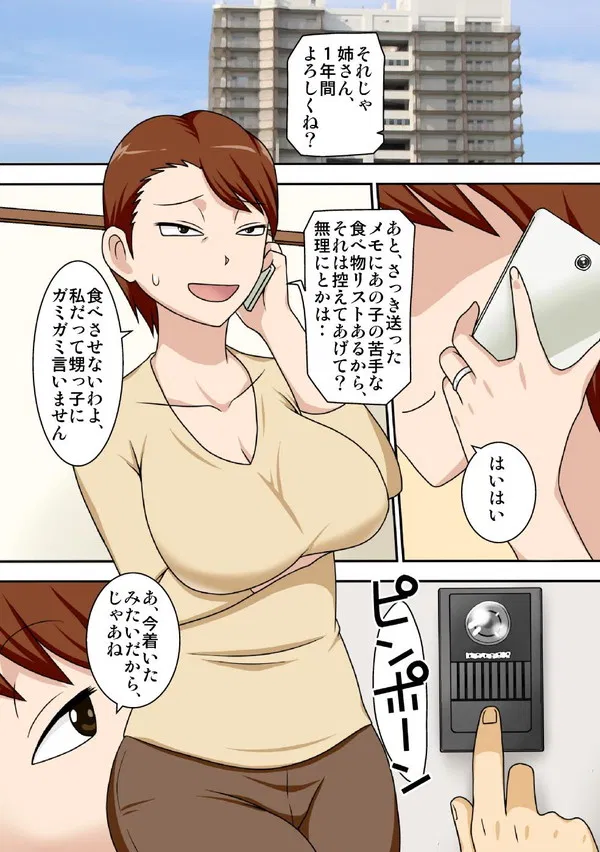 それじゃ
姉さん、
１年間
よろしくね？
はいはい
あと、さっき送った
メモにあの子の苦手な
食べ物リストあるから、
それは控えてあげて？
無理にとかは‥
食べさせないわよ、
私だって甥っ子に
ガミガミ言いません
ピンポーン
あ、今着いた
みたいだから、
じゃあね